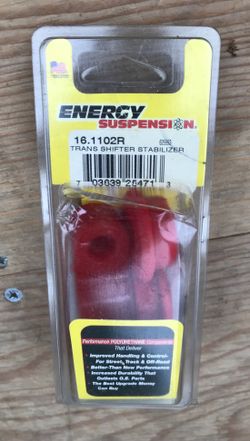 ENERGY
SUSPENSION
16.1102R
TRANS SHIFTER STABILIZER
7 03639 25471 3
Performance POLYURETHANE Components
That Deliver
• Improved Handling & Control-
For Street, Track & Off-Road
• Better-Than New Performance
• Increased Durability That
Outlasts O.E. Parts
• The Best Upgrade Money
Can Buy